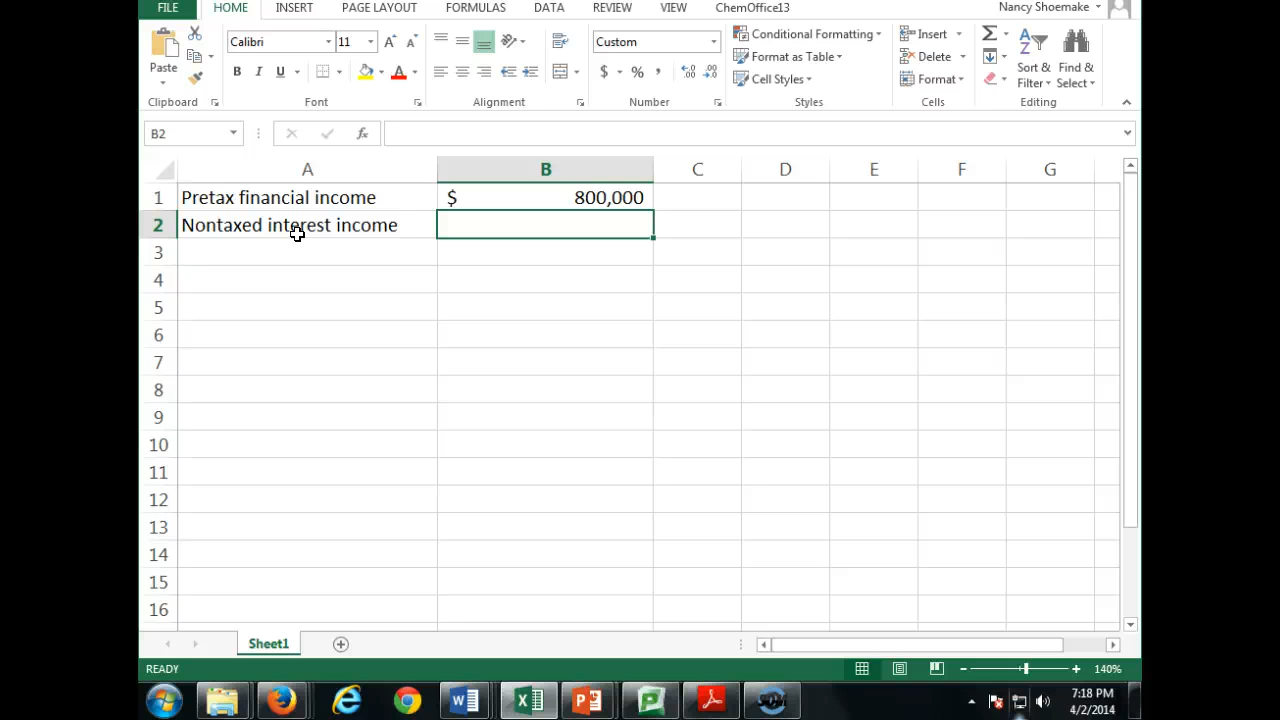 FILE HOME INSERT PAGE LAYOUT FORMULAS DATA REVIEW VIEW ChemOffice13 Nancy Shoemake
Calibri 11 Custom Conditional Formatting Insert
Paste B I U $ % , Format as Table Delete Sort & Find &
Cell Styles Format Filter Select
Clipboard Font Alignment Number Styles Cells Editing
B2 fx
A B C D E F G
1 Pretax financial income $ 800,000
2 Nontaxed interest income
3
4
5
6
7
8
9
10
11
12
13
14
15
16
Sheet1
READY 140%
7:18 PM
4/2/2014